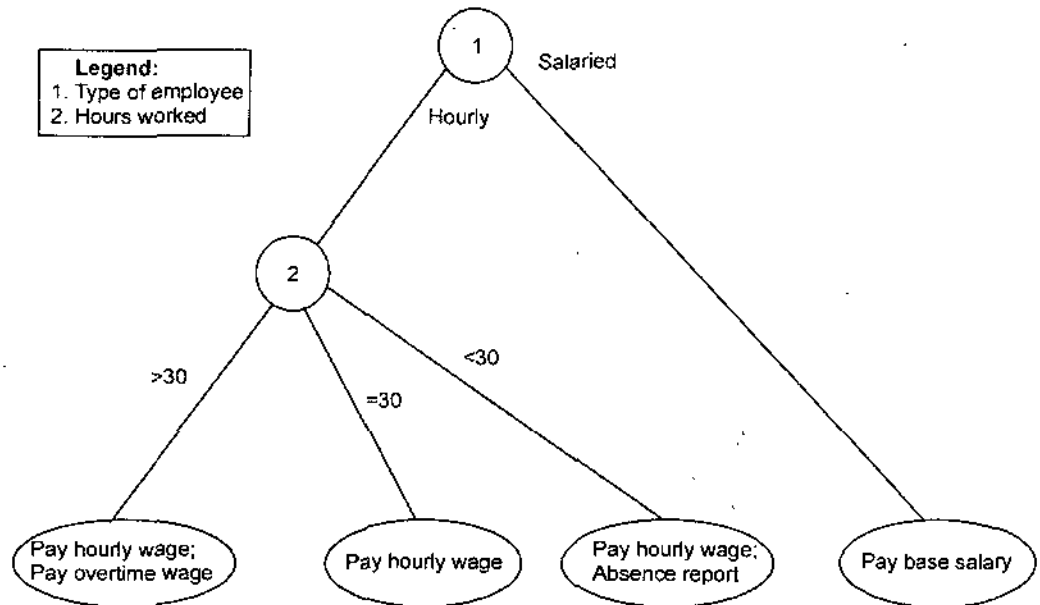 1
Legend:
1. Type of employee
2. Hours worked
Salaried
Hourly
2
>30
=30
<30
Pay hourly wage;
Pay overtime wage
Pay hourly wage
Pay hourly wage;
Absence report
Pay base salary